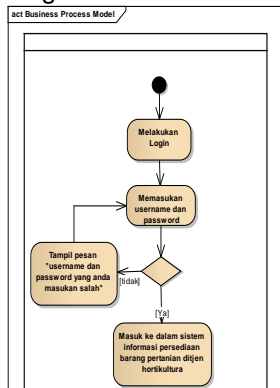 act Business Process Model
Melakukan
Login
Memasukan
username dan
password
Tampil pesan
"username dan
password yang anda
masukan salah"
[tidak]
[Ya]
Masuk ke dalam sistem
informasi persediaan
barang pertanian ditjen
hortikultura